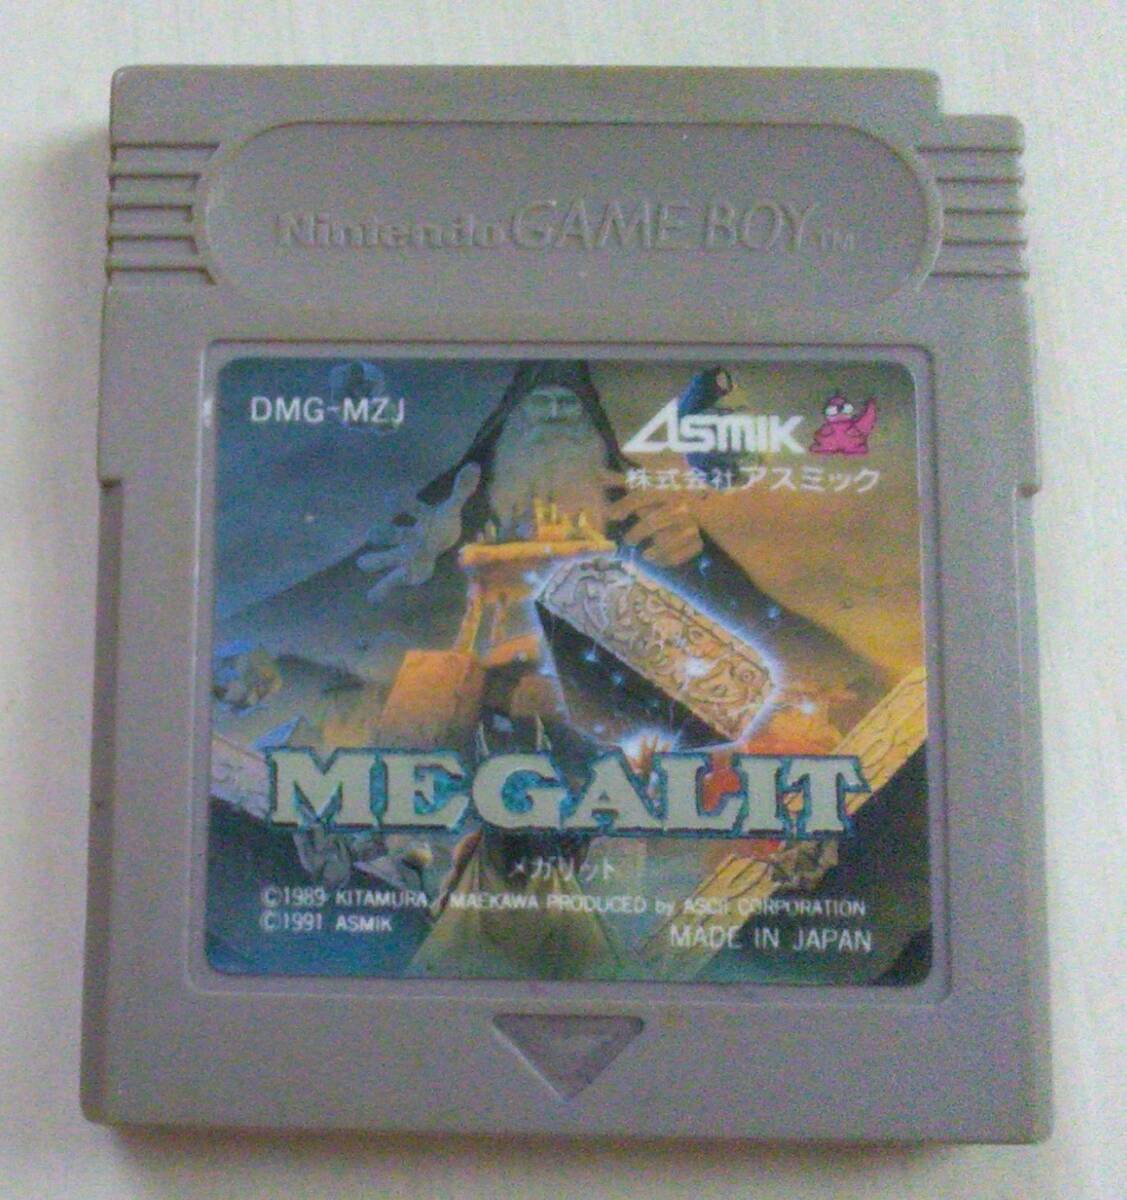 Nintendo GAME BOY TM
DMG-MZJ
ASMIK
株式会社アスミック
MEGALIT
メガリット
©1989 KITAMURA / MAEKAWA PRODUCED by ASCII CORPORATION
©1991 ASMIK
MADE IN JAPAN